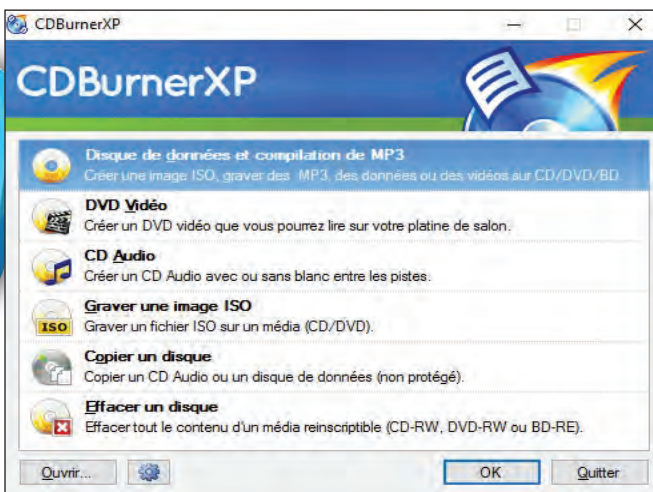 CDBurnerXP
CDBurnerXP
Disque de données et compilation de MP3
Créer une image ISO, graver des MP3, des données ou des vidéos sur CD/DVD/BD.
DVD Vidéo
Créer un DVD vidéo que vous pourrez lire sur votre platine de salon.
CD Audio
Créer un CD Audio avec ou sans blanc entre les pistes.
Graver une image ISO
ISO
Graver un fichier ISO sur un média (CD/DVD).
Copier un disque
Copier un CD Audio ou un disque de données (non protégé).
Effacer un disque
Effacer tout le contenu d'un média reinscriptible (CD-RW, DVD-RW ou BD-RE).
Ouvrir... OK Quitter